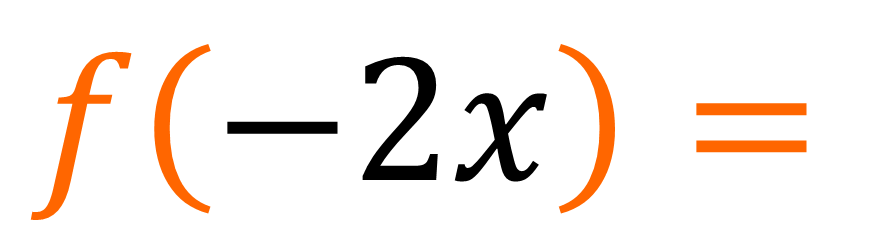 f(−2x) =